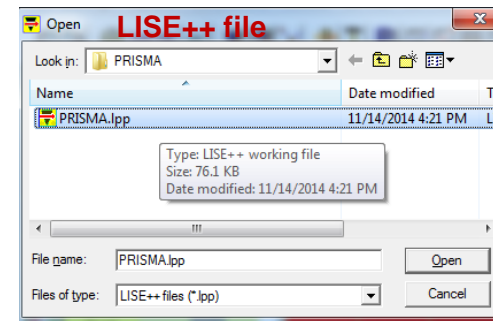 Open LISE++ file
Look in: PRISMA
Name Date modified T
PRISMA.lpp 11/14/2014 4:21 PM L
Type: LISE++ working file
Size: 76.1 KB
Date modified: 11/14/2014 4:21 PM
File name: PRISMA.lpp Open
Files of type: LISE++ files (*.lpp) Cancel